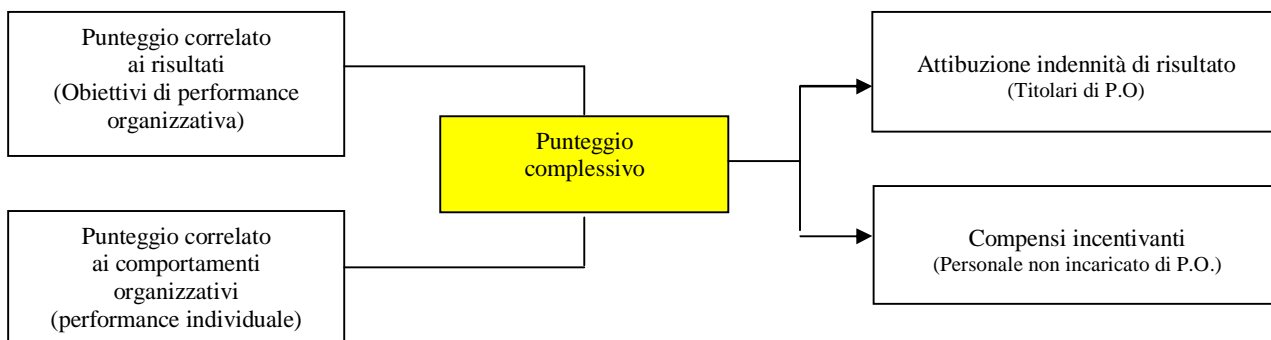 Punteggio correlato
ai risultati
(Obiettivi di performance
organizzativa)
Punteggio correlato
ai comportamenti
organizzativi
(performance individuale)
Punteggio
complessivo
Attibuzione indennità di risultato
(Titolari di P.O)
Compensi incentivanti
(Personale non incaricato di P.O.)